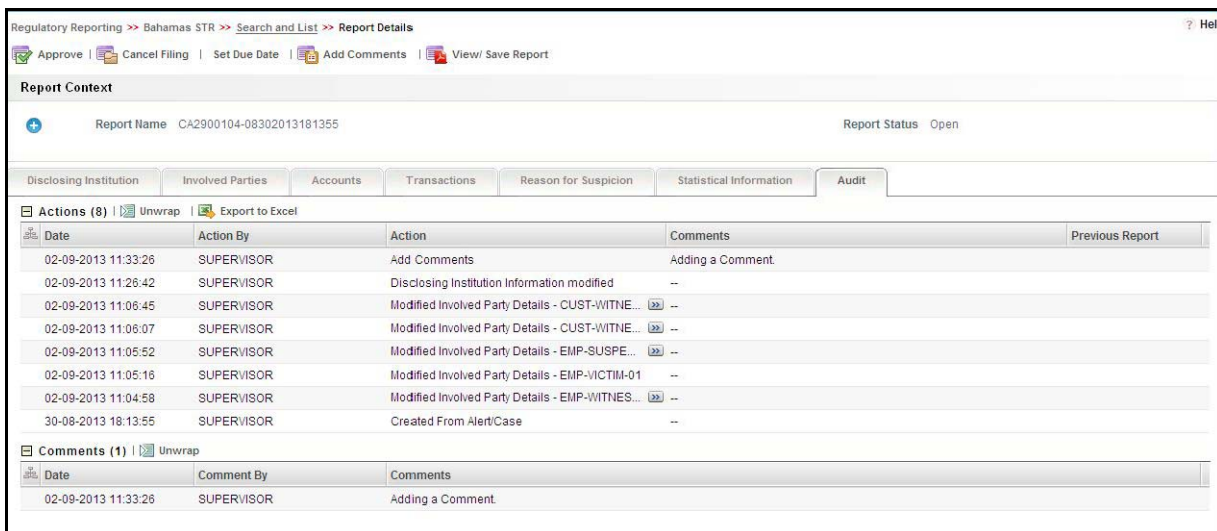 Regulatory Reporting >> Bahamas STR >> Search and List >> Report Details ? Hel
Approve | Cancel Filing | Set Due Date | Add Comments | View/ Save Report
Report Context
Report Name CA2900104-08302013181355 Report Status Open
Disclosing Institution Involved Parties Accounts Transactions Reason for Suspicion Statistical Information Audit
Actions (8) | Unwrap | Export to Excel
Date Action By Action Comments Previous Report
02-09-2013 11:33:26 SUPERVISOR Add Comments Adding a Comment.
02-09-2013 11:26:42 SUPERVISOR Disclosing Institution Information modified --
02-09-2013 11:06:45 SUPERVISOR Modified Involved Party Details - CUST-WITNE... >> --
02-09-2013 11:06:07 SUPERVISOR Modified Involved Party Details - CUST-WITNE... >> --
02-09-2013 11:05:52 SUPERVISOR Modified Involved Party Details - EMP-SUSPE... >> --
02-09-2013 11:05:16 SUPERVISOR Modified Involved Party Details - EMP-VICTIM-01 --
02-09-2013 11:04:58 SUPERVISOR Modified Involved Party Details - EMP-WITNES... >> --
30-08-2013 18:13:55 SUPERVISOR Created From Alert/Case --
Comments (1) | Unwrap
Date Comment By Comments
02-09-2013 11:33:26 SUPERVISOR Adding a Comment.